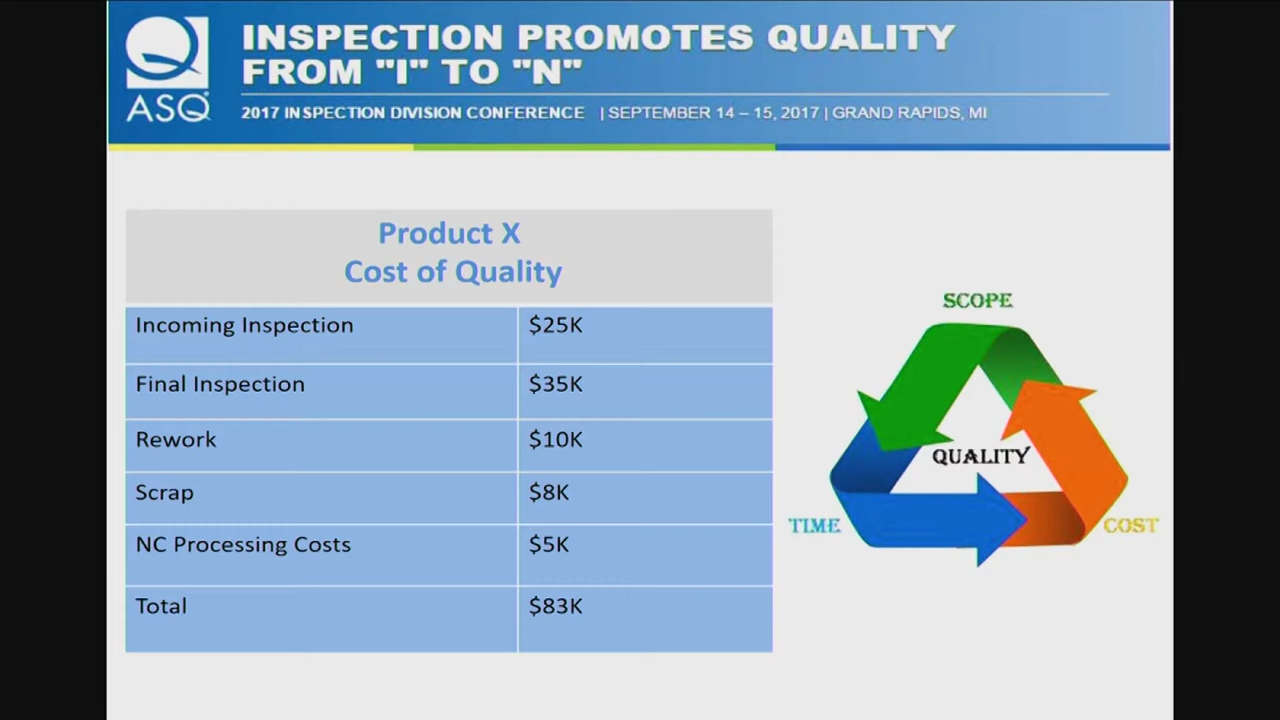 INSPECTION PROMOTES QUALITY
FROM "I" TO "N"
ASQ
2017 INSPECTION DIVISION CONFERENCE | SEPTEMBER 14 – 15, 2017 | GRAND RAPIDS, MI
Product X
Cost of Quality
Incoming Inspection $25K
Final Inspection $35K
Rework $10K
Scrap $8K
NC Processing Costs $5K
Total $83K
SCOPE
QUALITY
TIME
COST